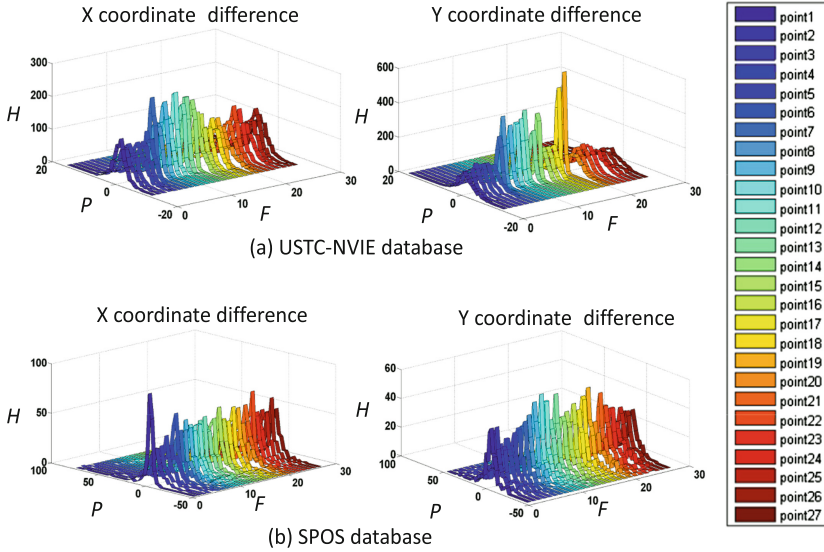 X coordinate difference
Y coordinate difference
300
200
100
0
H
20
0
-20
P
0
10
20
30
F
600
400
200
0
H
20
0
-20
P
0
10
20
30
F
(a) USTC-NVIE database
X coordinate difference
Y coordinate difference
100
50
0
H
100
50
0
-50
P
0
10
20
30
F
60
40
20
0
H
100
50
0
-50
P
0
10
20
30
F
(b) SPOS database
point1
point2
point3
point4
point5
point6
point7
point8
point9
point10
point11
point12
point13
point14
point15
point16
point17
point18
point19
point20
point21
point22
point23
point24
point25
point26
point27